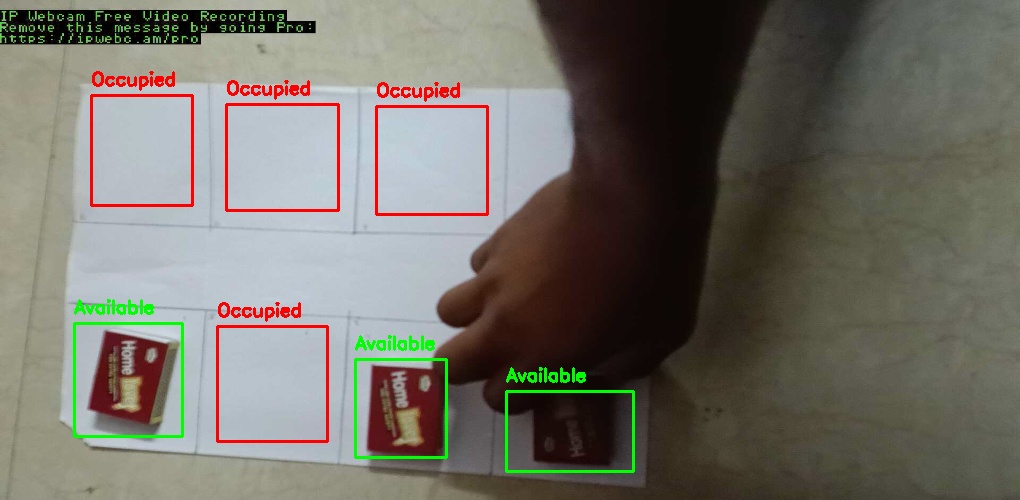 IP Webcam Free Video Recording
Remove this message by going Pro:
https://ipwebc.am/pro
Occupied
Occupied
Occupied
Available
Occupied
Available
Available
Home
Home
Home